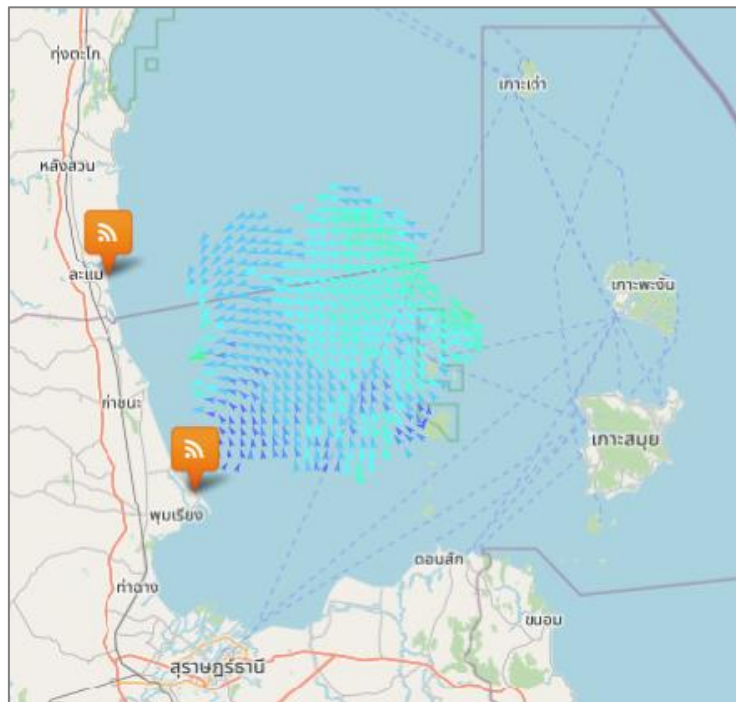 ทุ่งตะโก
เกาะเต่า
หลังสวน
ละแม
เกาะพะงัน
ท่าชนะ
เกาะสมุย
พุมเรียง
ดอนสัก
ท่าฉาง
ขนอม
สุราษฎร์ธานี